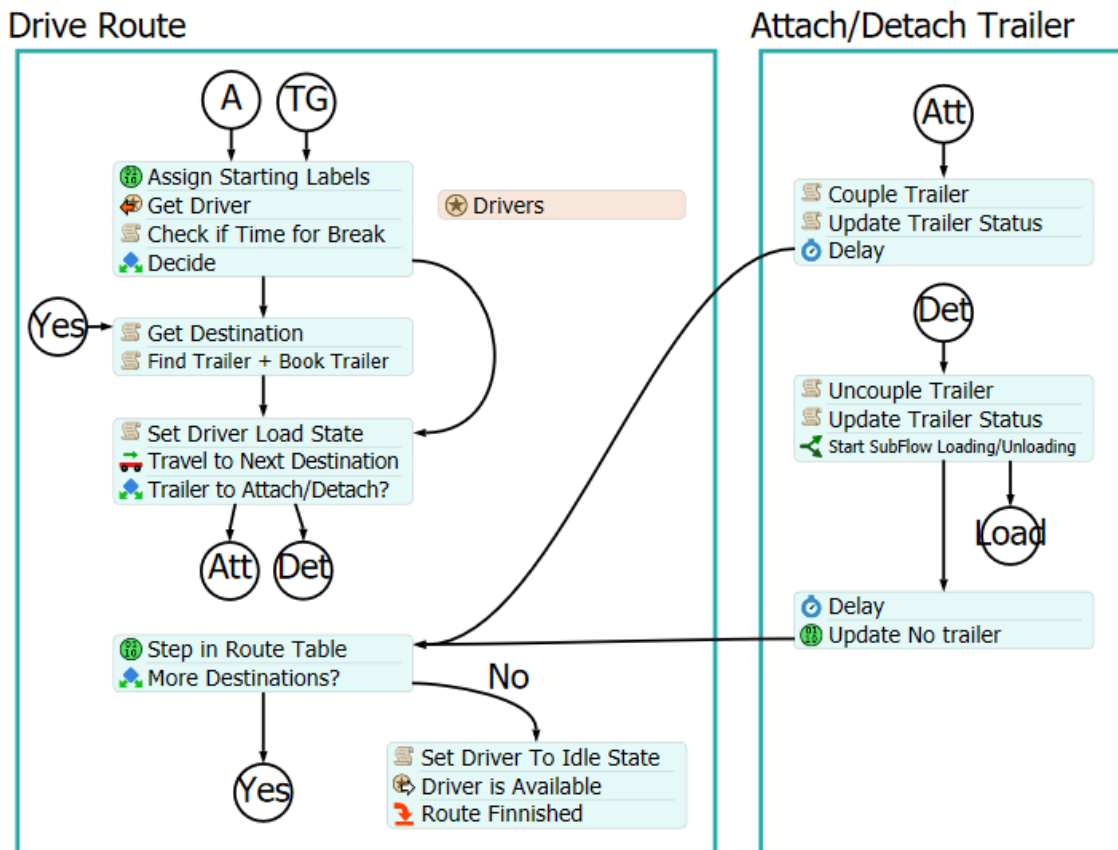 Drive Route
A
TG
Assign Starting Labels
Get Driver
Check if Time for Break
Decide
Drivers
Yes
Get Destination
Find Trailer + Book Trailer
Set Driver Load State
Travel to Next Destination
Trailer to Attach/Detach?
Att
Det
Step in Route Table
More Destinations?
No
Yes
Set Driver To Idle State
Driver is Available
Route Finnished
Attach/Detach Trailer
Att
Couple Trailer
Update Trailer Status
Delay
Det
Uncouple Trailer
Update Trailer Status
Start SubFlow Loading/Unloading
Load
Delay
Update No trailer